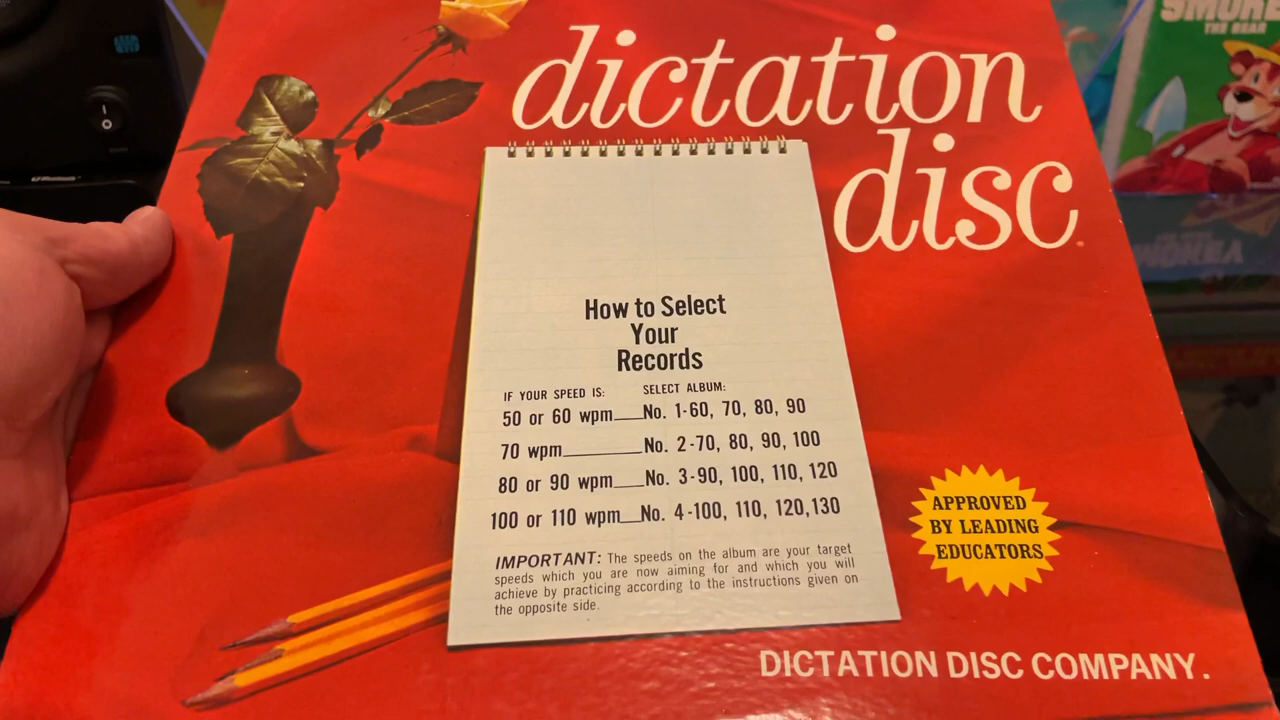 dictation
disc
How to Select
Your
Records
IF YOUR SPEED IS: SELECT ALBUM:
50 or 60 wpm___No. 1-60, 70, 80, 90
70 wpm________No. 2-70, 80, 90, 100
80 or 90 wpm___No. 3-90, 100, 110, 120
100 or 110 wpm__No. 4-100, 110, 120,130
IMPORTANT: The speeds on the album are your target
speeds which you are now aiming for and which you will
achieve by practicing according to the instructions given on
the opposite side.
APPROVED
BY LEADING
EDUCATORS
DICTATION DISC COMPANY.
THE BEAR